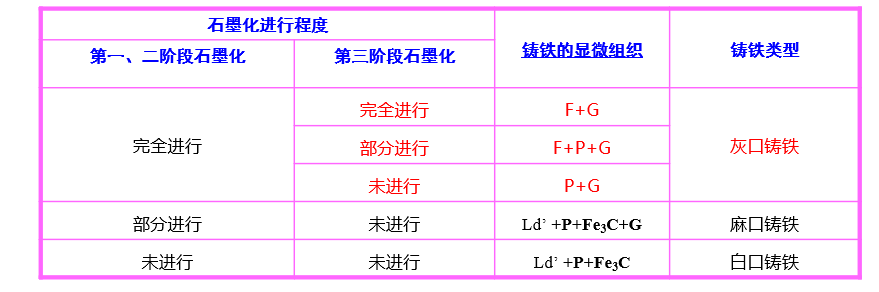 石墨化进行程度
铸铁的显微组织
铸铁类型
第一、二阶段石墨化
第三阶段石墨化
完全进行
完全进行
F+G
灰口铸铁
部分进行
F+P+G
未进行
P+G
部分进行
未进行
Ld’ +P+Fe₃C+G
麻口铸铁
未进行
未进行
Ld’ +P+Fe₃C
白口铸铁